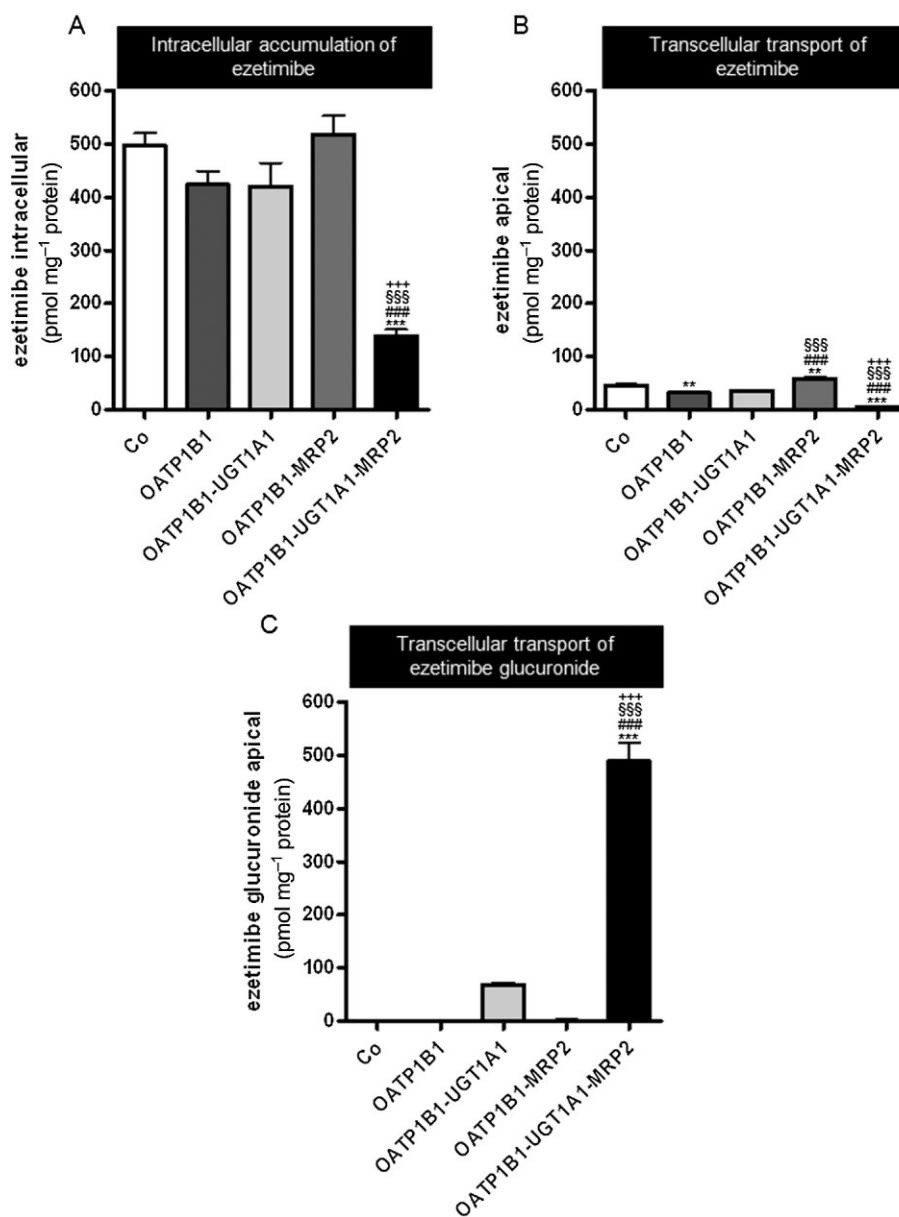 A
Intracellular accumulation of
ezetimibe
ezetimibe intracellular
(pmol mg⁻¹ protein)
600
500
400
300
200
100
0
+++
§§§
###
***
Co
OATP1B1
OATP1B1-UGT1A1
OATP1B1-MRP2
OATP1B1-UGT1A1-MRP2
B
Transcellular transport of
ezetimibe
ezetimibe apical
(pmol mg⁻¹ protein)
600
500
400
300
200
100
0
**
§§§
###
**
+++
§§§
###
***
Co
OATP1B1
OATP1B1-UGT1A1
OATP1B1-MRP2
OATP1B1-UGT1A1-MRP2
C
Transcellular transport of
ezetimibe glucuronide
ezetimibe glucuronide apical
(pmol mg⁻¹ protein)
600
500
400
300
200
100
0
+++
§§§
###
***
Co
OATP1B1
OATP1B1-UGT1A1
OATP1B1-MRP2
OATP1B1-UGT1A1-MRP2